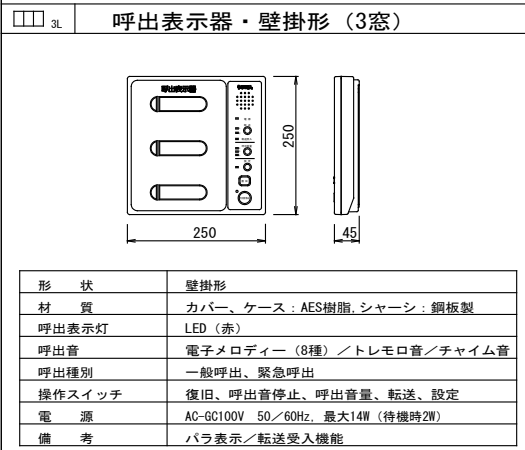 3L 呼出表示器・壁掛形（3窓）
呼出表示器
250
250
45
形　状 壁掛形
材　質 カバー、ケース：AES樹脂, シャーシ：鋼板製
呼出表示灯 LED（赤）
呼出音 電子メロディー（8種）／トレモロ音／チャイム音
呼出種別 一般呼出、緊急呼出
操作スイッチ 復旧、呼出音停止、呼出音量、転送、設定
電　源 AC-GC100V 50／60Hz, 最大14W（待機時2W）
備　考 パラ表示／転送受入機能